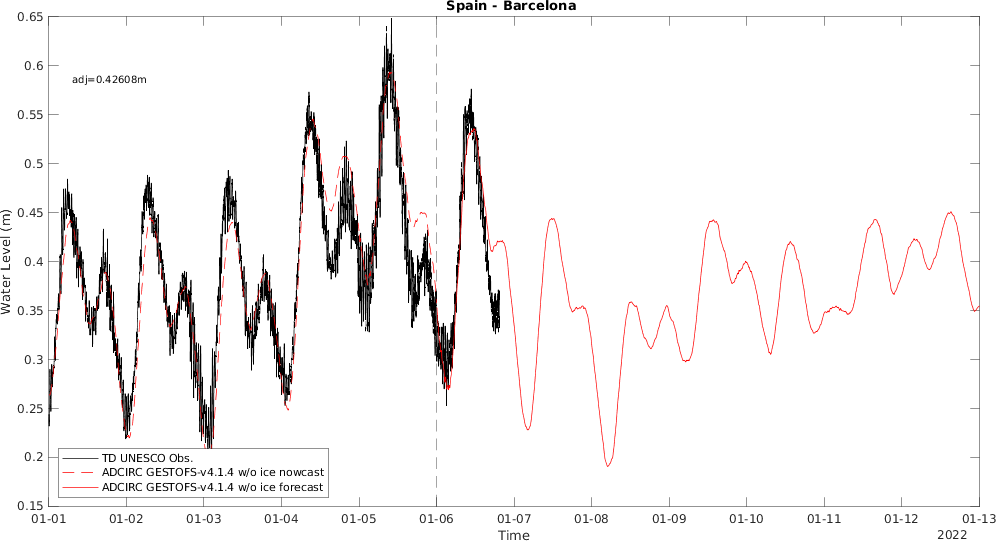 Spain - Barcelona
0.65
0.6
0.55
0.5
0.45
0.4
0.35
0.3
0.25
0.2
0.15
Water Level (m)
adj=0.42608m
TD UNESCO Obs.
ADCIRC GESTOFS-v4.1.4 w/o ice nowcast
ADCIRC GESTOFS-v4.1.4 w/o ice forecast
01-01 01-02 01-03 01-04 01-05 01-06 01-07 01-08 01-09 01-10 01-11 01-12 01-13
Time
2022